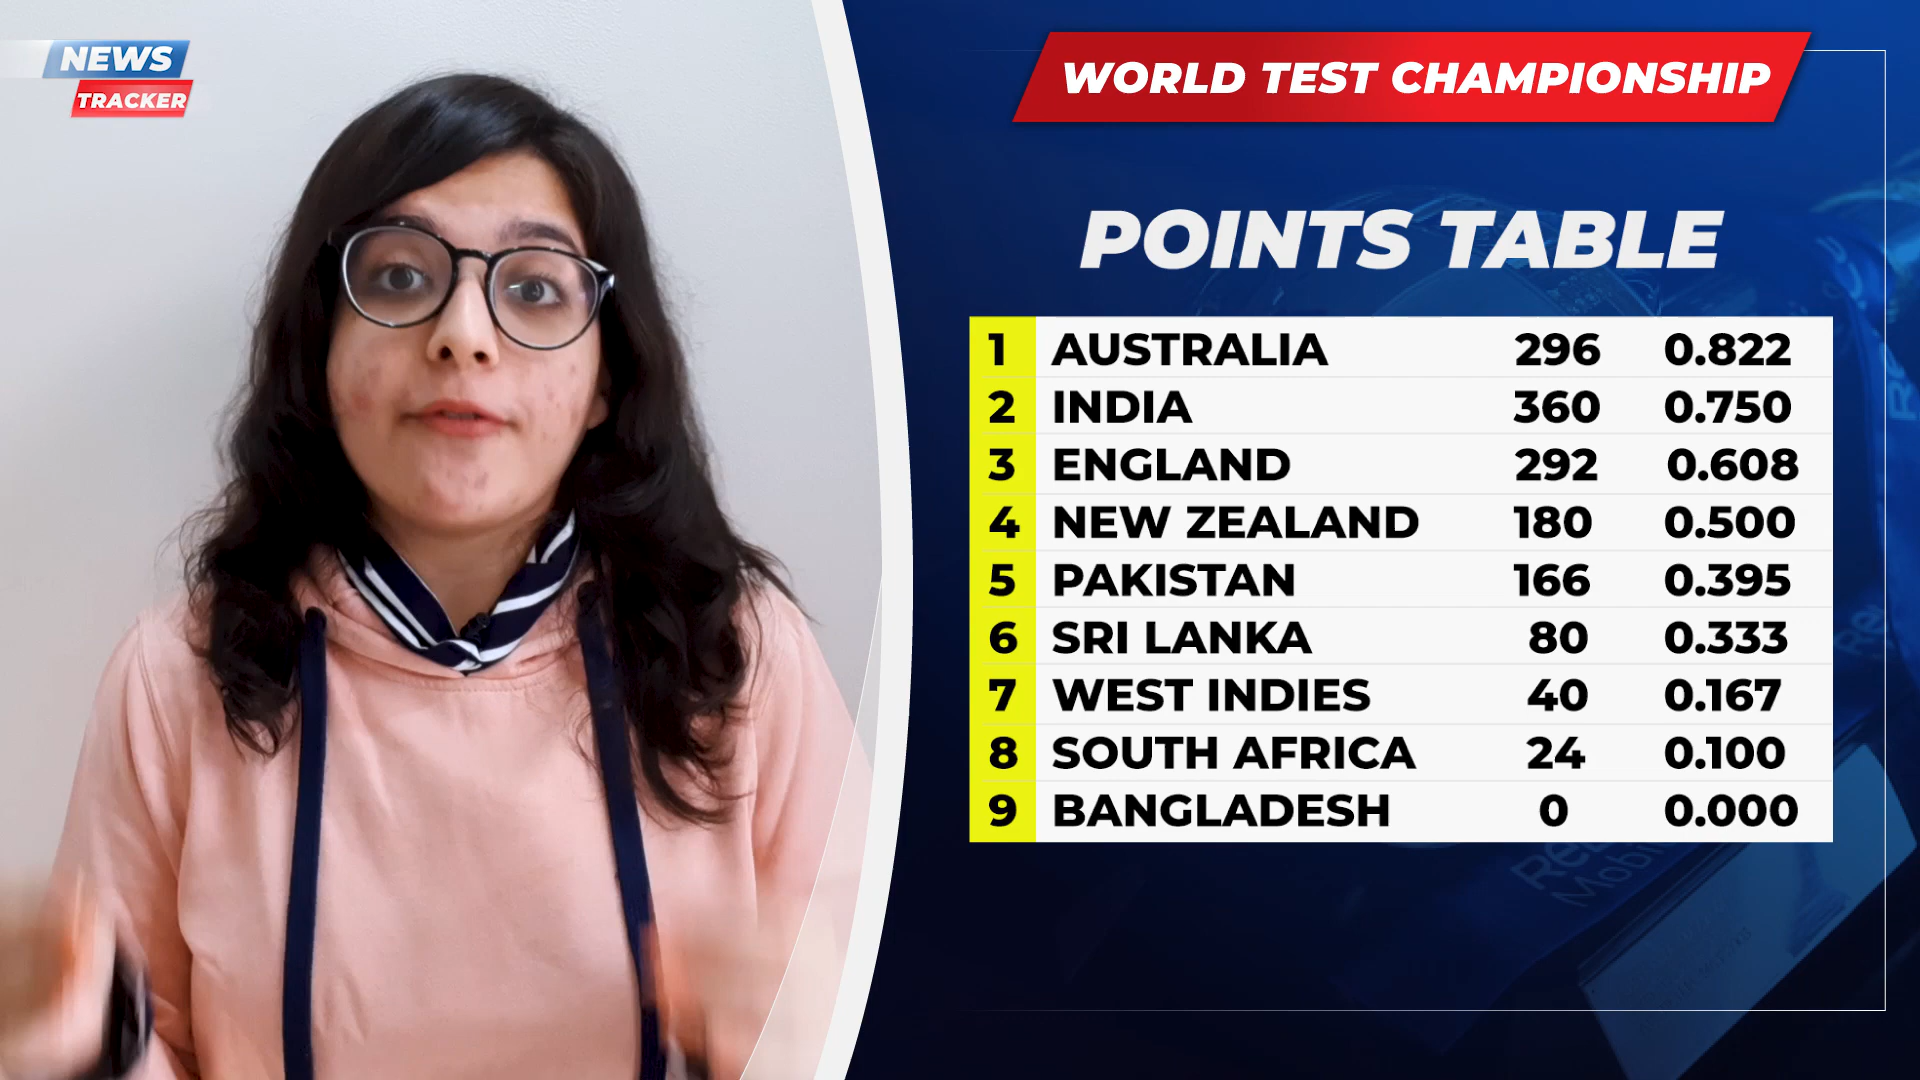 NEWS
TRACKER
WORLD TEST CHAMPIONSHIP
POINTS TABLE
1 AUSTRALIA 296 0.822
2 INDIA 360 0.750
3 ENGLAND 292 0.608
4 NEW ZEALAND 180 0.500
5 PAKISTAN 166 0.395
6 SRI LANKA 80 0.333
7 WEST INDIES 40 0.167
8 SOUTH AFRICA 24 0.100
9 BANGLADESH 0 0.000